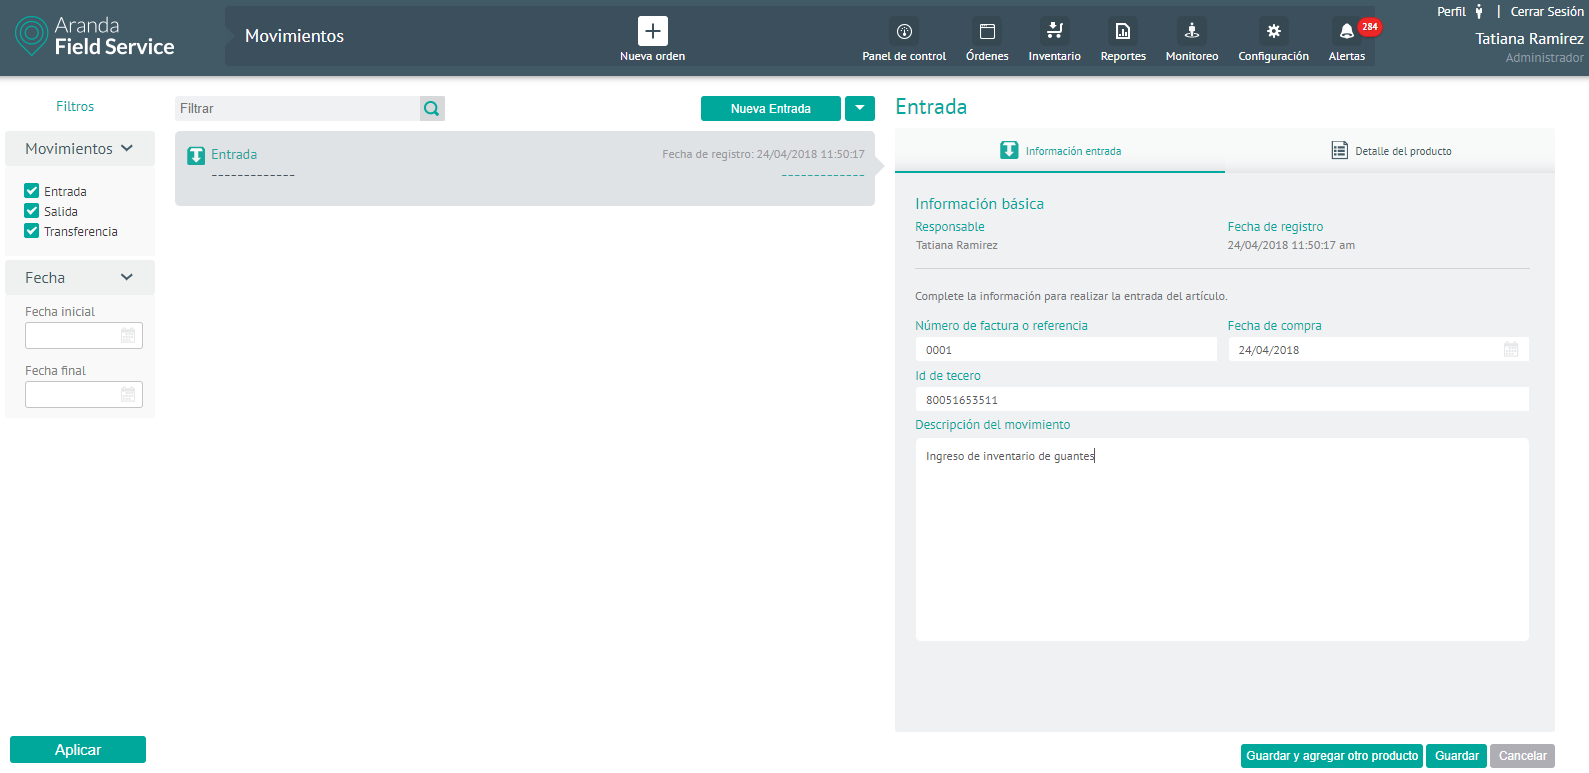 Aranda
Field Service
Movimientos
Nueva orden
Panel de control
Órdenes
Inventario
Reportes
Monitoreo
Configuración
Alertas
284
Perfil | Cerrar Sesión
Tatiana Ramirez
Administrador
Filtros
Movimientos
Entrada
Salida
Transferencia
Fecha
Fecha inicial
Fecha final
Aplicar
Filtrar
Nueva Entrada
Entrada
Fecha de registro: 24/04/2018 11:50:17
-------------
-------------
Entrada
Información entrada
Detalle del producto
Información básica
Responsable
Fecha de registro
Tatiana Ramirez
24/04/2018 11:50:17 am
Complete la información para realizar la entrada del artículo.
Número de factura o referencia
Fecha de compra
0001
24/04/2018
Id de tecero
80051653511
Descripción del movimiento
Ingreso de inventario de guantes
Guardar y agregar otro producto
Guardar
Cancelar